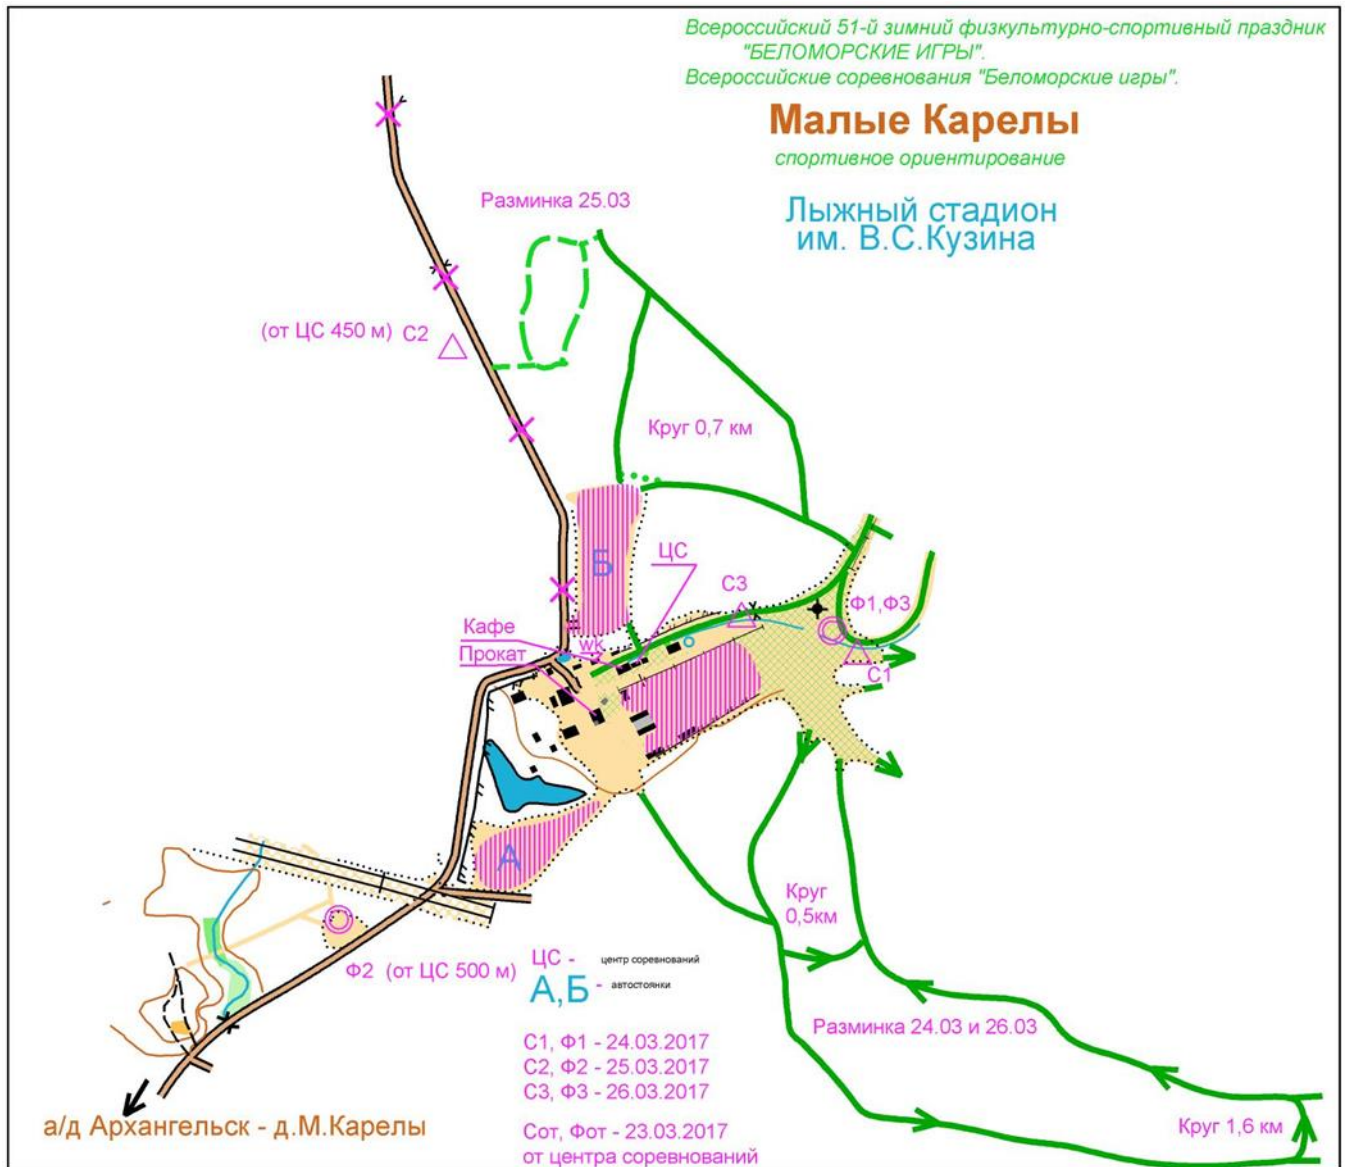 Всероссийский 51-й зимний физкультурно-спортивный праздник
"БЕЛОМОРСКИЕ ИГРЫ".
Всероссийские соревнования "Беломорские игры".
Малые Карелы
спортивное ориентирование
Лыжный стадион
им. В.С.Кузина
Разминка 25.03
(от ЦС 450 м) С2
Круг 0,7 км
Б
ЦС
С3
Ф1,Ф3
Кафе
wk
Прокат
С1
А
Круг
0,5км
Ф2 (от ЦС 500 м)
ЦС - центр соревнований
А,Б - автостоянки
Разминка 24.03 и 26.03
С1, Ф1 - 24.03.2017
С2, Ф2 - 25.03.2017
С3, Ф3 - 26.03.2017
Сот, Фот - 23.03.2017
от центра соревнований
Круг 1,6 км
а/д Архангельск - д.М.Карелы